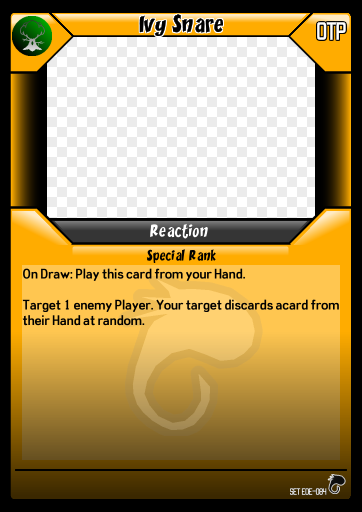 Ivy Snare
OTP
Reaction
Special Rank
On Draw: Play this card from your Hand.
Target 1 enemy Player. Your target discards acard from
their Hand at random.
SET EDE-084